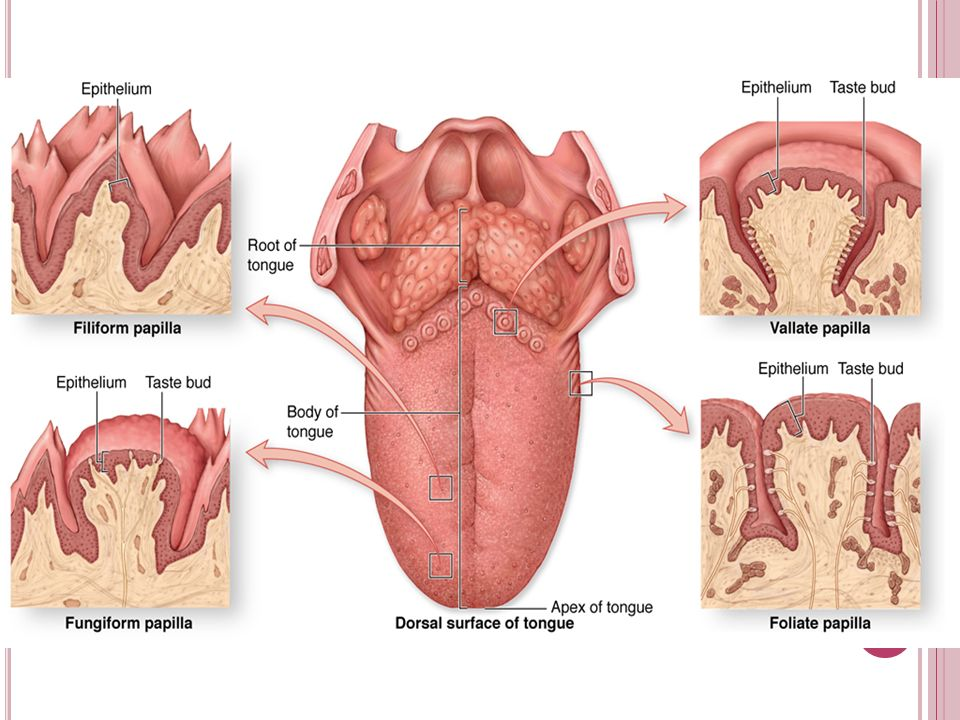 Epithelium
Filiform papilla
Epithelium Taste bud
Fungiform papilla
Root of
tongue
Body of
tongue
Apex of tongue
Dorsal surface of tongue
Epithelium Taste bud
Vallate papilla
Epithelium Taste bud
Foliate papilla